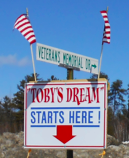 VETERANS MEMORIAL DR
TOBY'S DREAM
STARTS HERE !